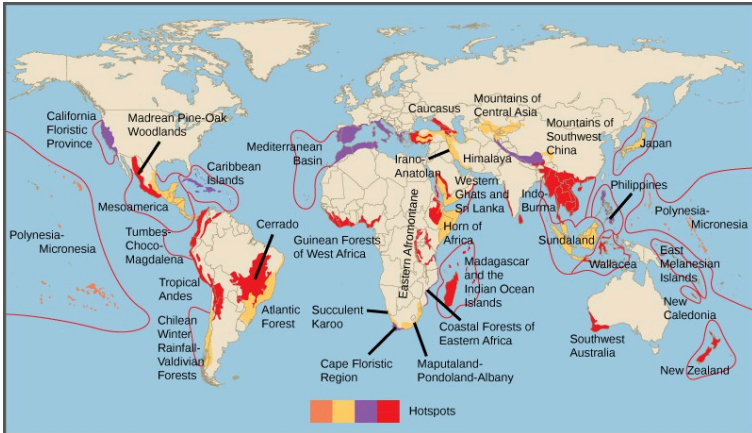 California
Floristic
Province
Madrean Pine-Oak
Woodlands
Caribbean
Islands
Mesoamerica
Polynesia-
Micronesia
Tumbes-
Choco-
Magdalena
Cerrado
Tropical
Andes
Atlantic
Forest
Chilean
Winter
Rainfall-
Valdivian
Forests
Mediterranean
Basin
Caucasus
Irano-
Anatolian
Mountains of
Central Asia
Mountains of
Southwest
China
Himalaya
Japan
Western
Ghats and
Sri Lanka
Indo-
Burma
Philippines
Horn of
Africa
Guinean Forests
of West Africa
Eastern Afromontane
Madagascar
and the
Indian Ocean
Islands
Sundaland
Wallacea
Polynesia-
Micronesia
East
Melanesian
Islands
New
Caledonia
Succulent
Karoo
Coastal Forests of
Eastern Africa
Cape Floristic
Region
Maputaland-
Pondoland-Albany
Southwest
Australia
New Zealand
Hotspots